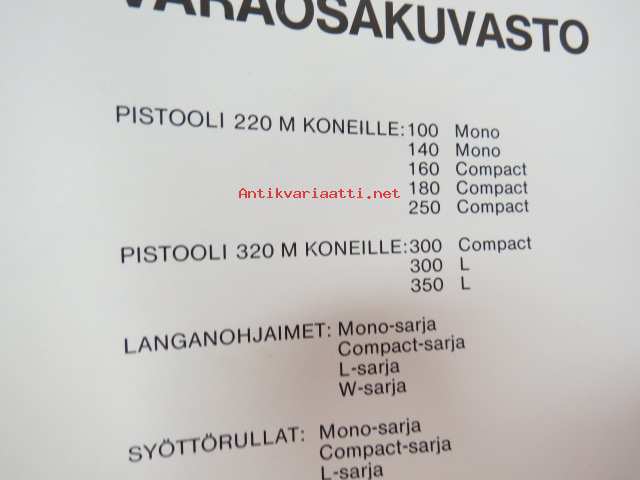 VARAOSAKUVASTO
PISTOOLI 220 M KONEILLE: 100 Mono
140 Mono
160 Compact
180 Compact
250 Compact
Antikvariaatti.net
PISTOOLI 320 M KONEILLE: 300 Compact
300 L
350 L
LANGANOHJAIMET: Mono-sarja
Compact-sarja
L-sarja
W-sarja
SYÖTTÖRULLAT: Mono-sarja
Compact-sarja
L-sarja